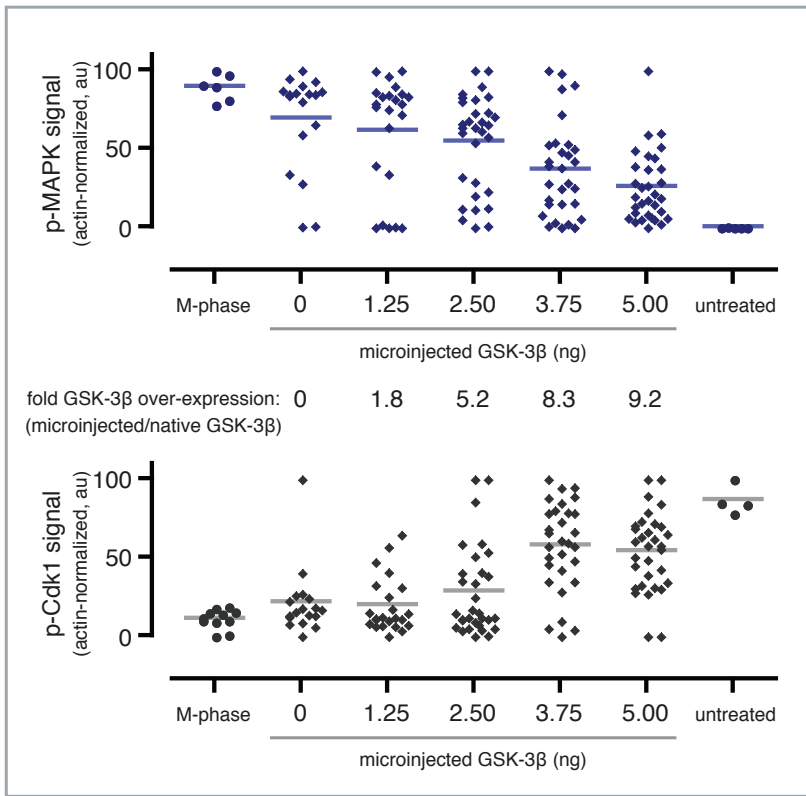 p-MAPK signal
(actin-normalized, au)
100
50
0
M-phase 0 1.25 2.50 3.75 5.00 untreated
microinjected GSK-3β (ng)
fold GSK-3β over-expression: 0 1.8 5.2 8.3 9.2
(microinjected/native GSK-3β)
p-Cdk1 signal
(actin-normalized, au)
100
50
0
M-phase 0 1.25 2.50 3.75 5.00 untreated
microinjected GSK-3β (ng)